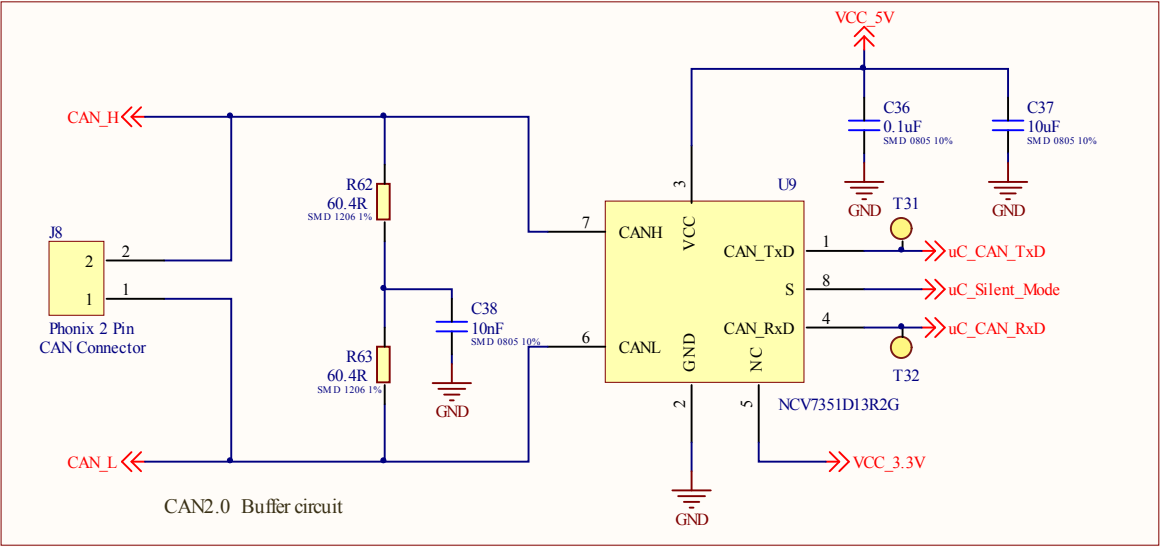 VCC_5V
C36
0.1uF
SMD 0805 10%
C37
10uF
SMD 0805 10%
GND
GND
CAN_H
R62
60.4R
SMD 1206 1%
3
U9
T31
7
CANH
VCC
CAN_TxD
1
uC_CAN_TxD
J8
2
2
1
1
Phonix 2 Pin
CAN Connector
S
8
uC_Silent_Mode
C38
10nF
SMD 0805 10%
GND
R63
60.4R
SMD 1206 1%
6
CANL
GND
NC
CAN_RxD
4
uC_CAN_RxD
T32
2
5
NCV7351D13R2G
CAN_L
VCC_3.3V
GND
CAN2.0 Buffer circuit